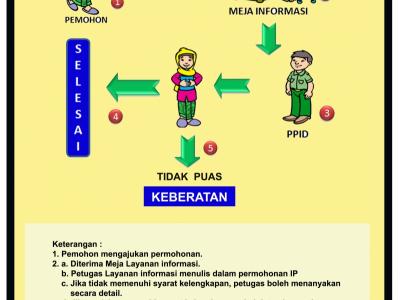 1
PEMOHON
MEJA INFORMASI
SELESAI
3
PPID
4
5
TIDAK PUAS
KEBERATAN
Keterangan :
1. Pemohon mengajukan permohonan.
2. a. Diterima Meja Layanan informasi.
b. Petugas Layanan informasi menulis dalam permohonan IP
c. Jika tidak memenuhi syarat kelengkapan, petugas boleh menanyakan
secara detail.